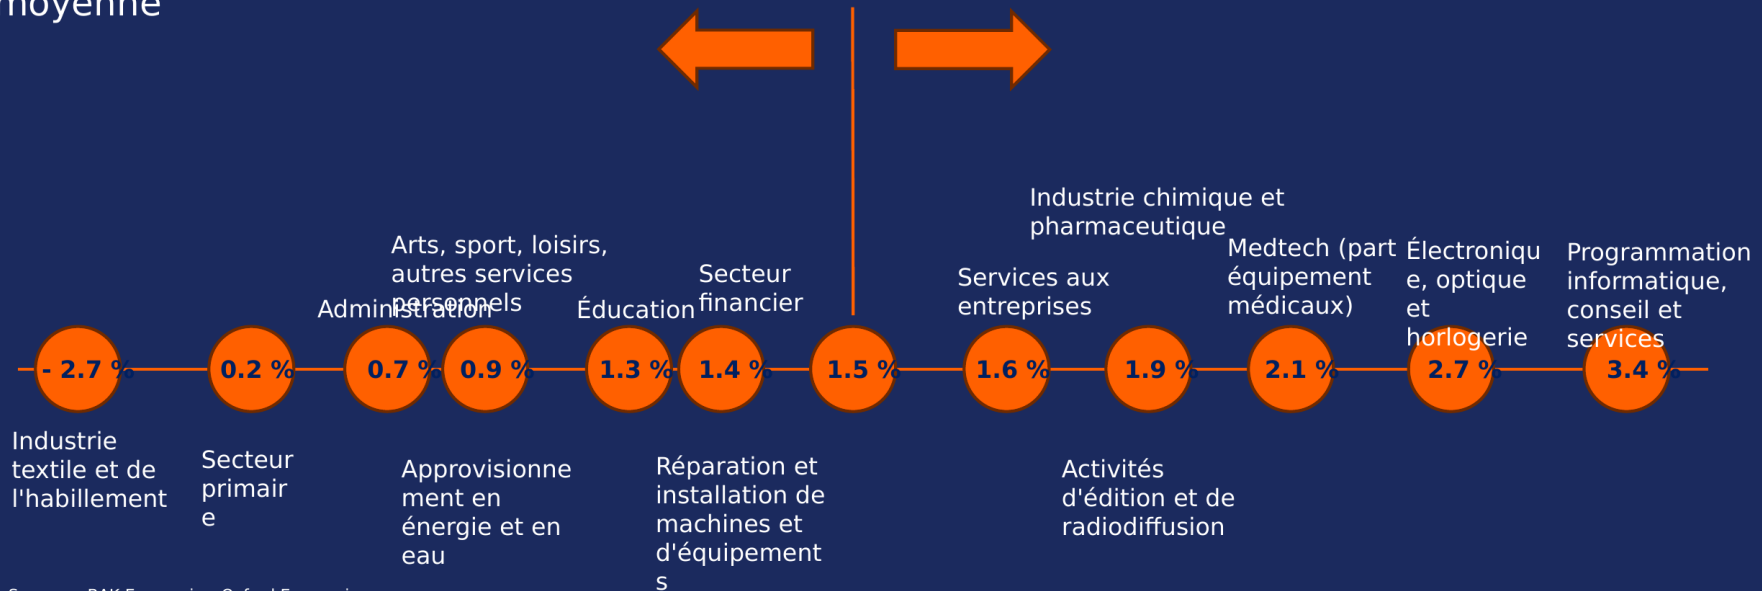 moyenne
Industrie chimique et
pharmaceutique
Arts, sport, loisirs,
autres services
personnels
Administration
Éducation
Secteur
financier
Services aux
entreprises
Medtech (part
équipement
médicaux)
Électroniqu
e, optique
et
horlogerie
Programmation
informatique,
conseil et
services
- 2.7 %
0.2 %
0.7 %
0.9 %
1.3 %
1.4 %
1.5 %
1.6 %
1.9 %
2.1 %
2.7 %
3.4 %
Industrie
textile et de
l'habillement
Secteur
primair
e
Approvisionne
ment en
énergie et en
eau
Réparation et
installation de
machines et
d'équipement
s
Activités
d'édition et de
radiodiffusion